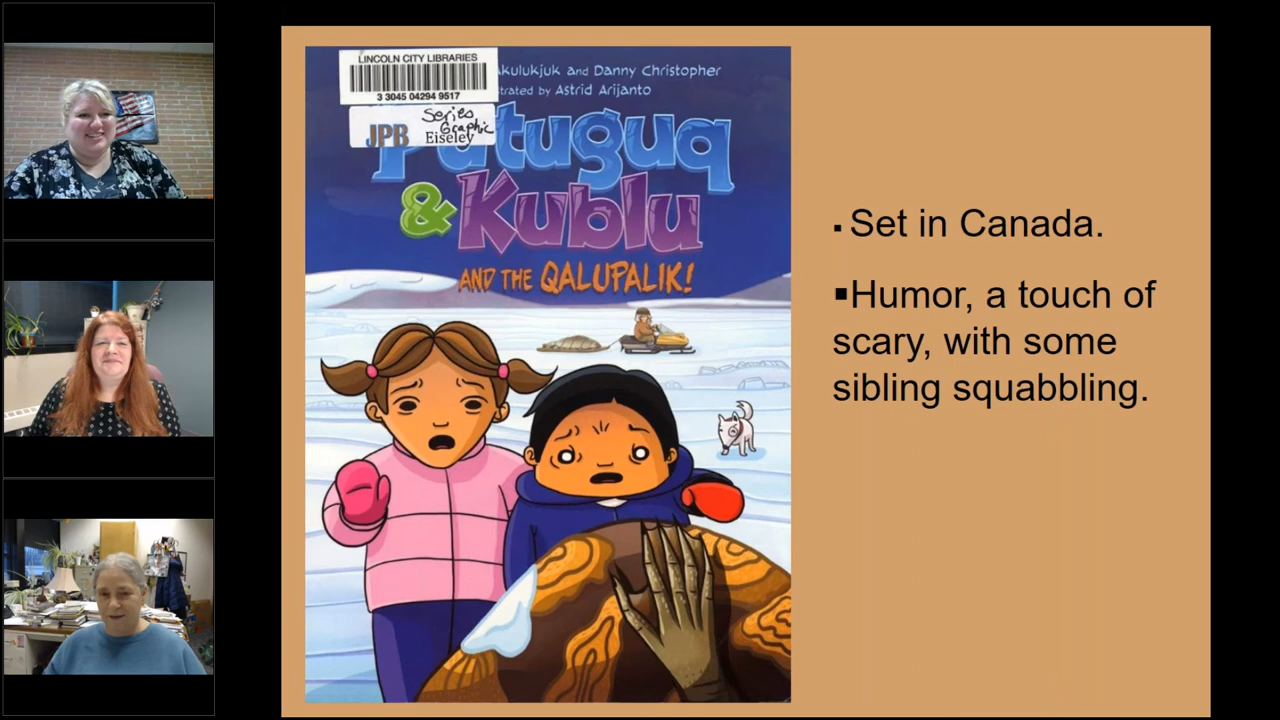 LINCOLN CITY LIBRARIES
3 3045 04294 9517
Series
Graphic
JPB Eiseley
Akulukjuk and Danny Christopher
strated by Astrid Arijanto
Patuguq
& Kublu
AND THE QALUPALIK!
▪ Set in Canada.
▪Humor, a touch of
scary, with some
sibling squabbling.